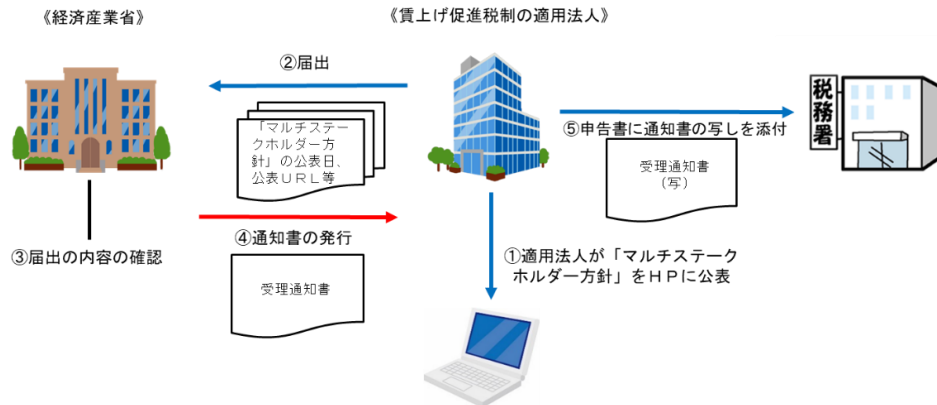 《経済産業省》
《賃上げ促進税制の適用法人》
②届出
「マルチステー
クホルダー方
針」の公表日、
公表ＵＲＬ等
税務署
⑤申告書に通知書の写しを添付
受理通知書
（写）
③届出の内容の確認
④通知書の発行
受理通知書
①適用法人が「マルチステーク
ホルダー方針」をＨＰに公表